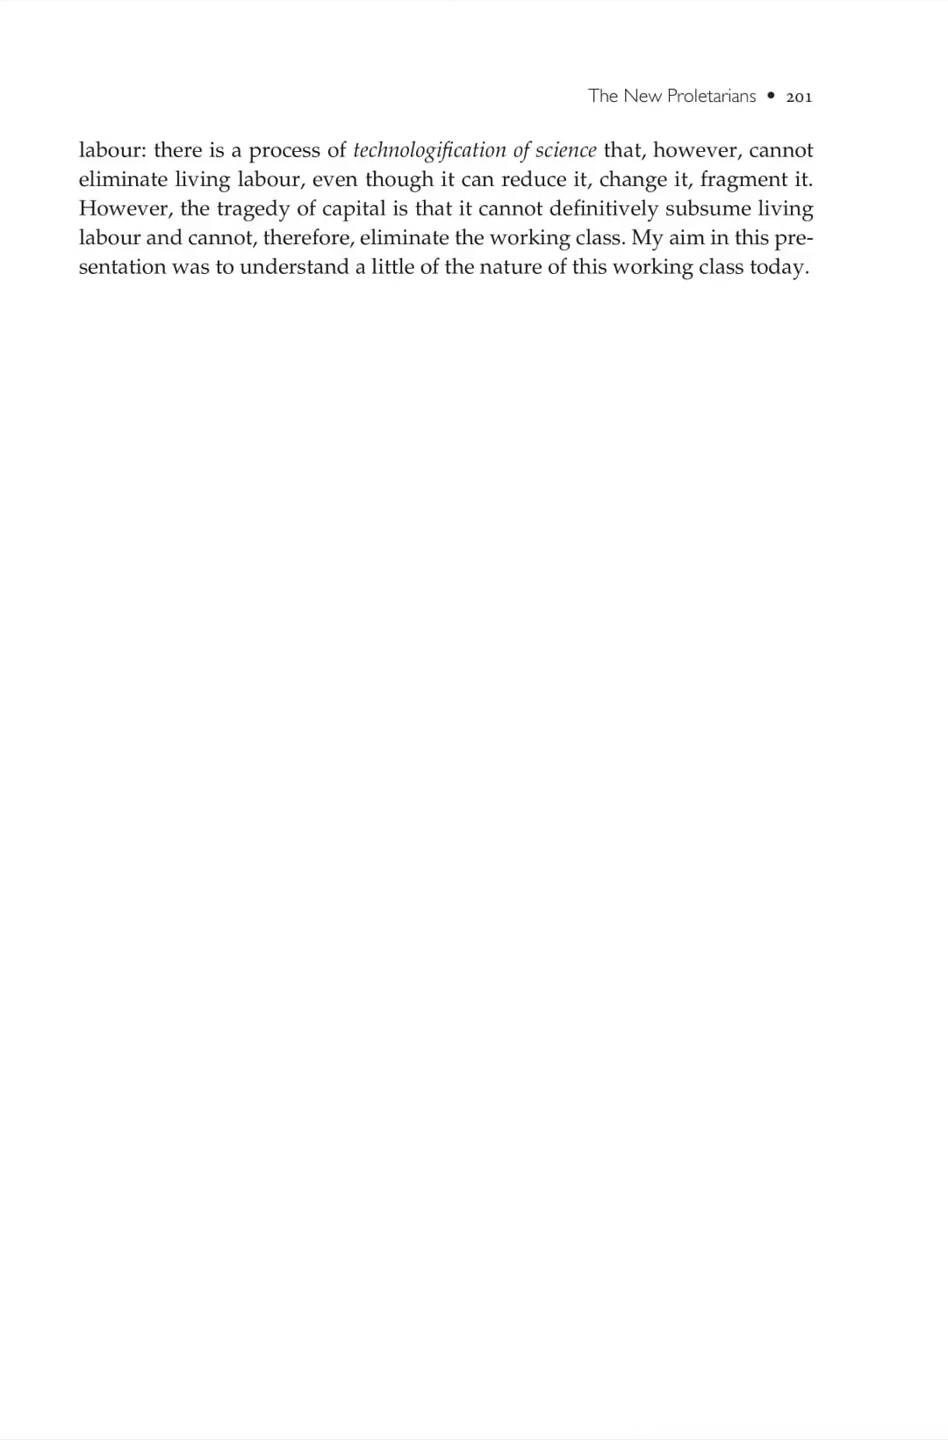 The New Proletarians • 201
labour: there is a process of technologification of science that, however, cannot
eliminate living labour, even though it can reduce it, change it, fragment it.
However, the tragedy of capital is that it cannot definitively subsume living
labour and cannot, therefore, eliminate the working class. My aim in this pre-
sentation was to understand a little of the nature of this working class today.